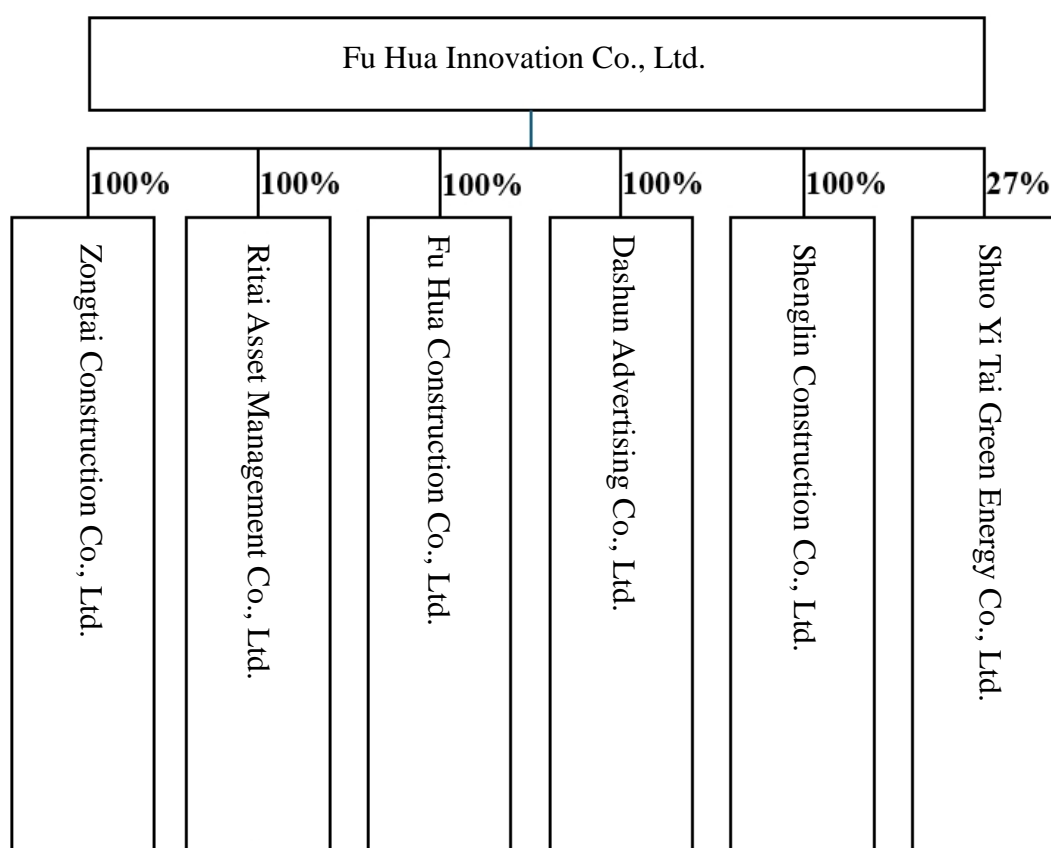 Fu Hua Innovation Co., Ltd.
100%
100%
100%
100%
100%
27%
Zongtai Construction Co., Ltd.
Ritai Asset Management Co., Ltd.
Fu Hua Construction Co., Ltd.
Dashun Advertising Co., Ltd.
Shenglin Construction Co., Ltd.
Shuo Yi Tai Green Energy Co., Ltd.